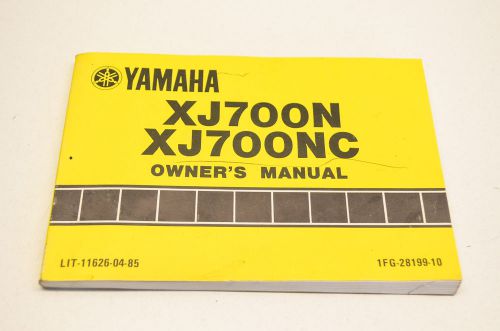 YAMAHA
XJ700N
XJ700NC
OWNER'S MANUAL
LIT-11626-04-85 1FG-28199-10